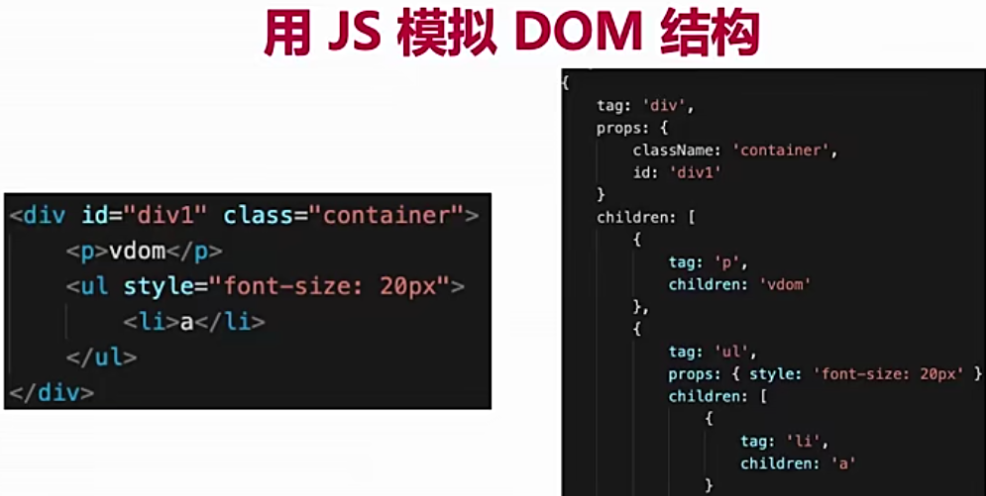 用 JS 模拟 DOM 结构
<div id="div1" class="container">
    <p>vdom</p>
    <ul style="font-size: 20px">
        <li>a</li>
    </ul>
</div>
{
    tag: 'div',
    props: {
        className: 'container',
        id: 'div1'
    }
    children: [
        {
            tag: 'p',
            children: 'vdom'
        },
        {
            tag: 'ul',
            props: { style: 'font-size: 20px' }
            children: [
                {
                    tag: 'li',
                    children: 'a'
                }